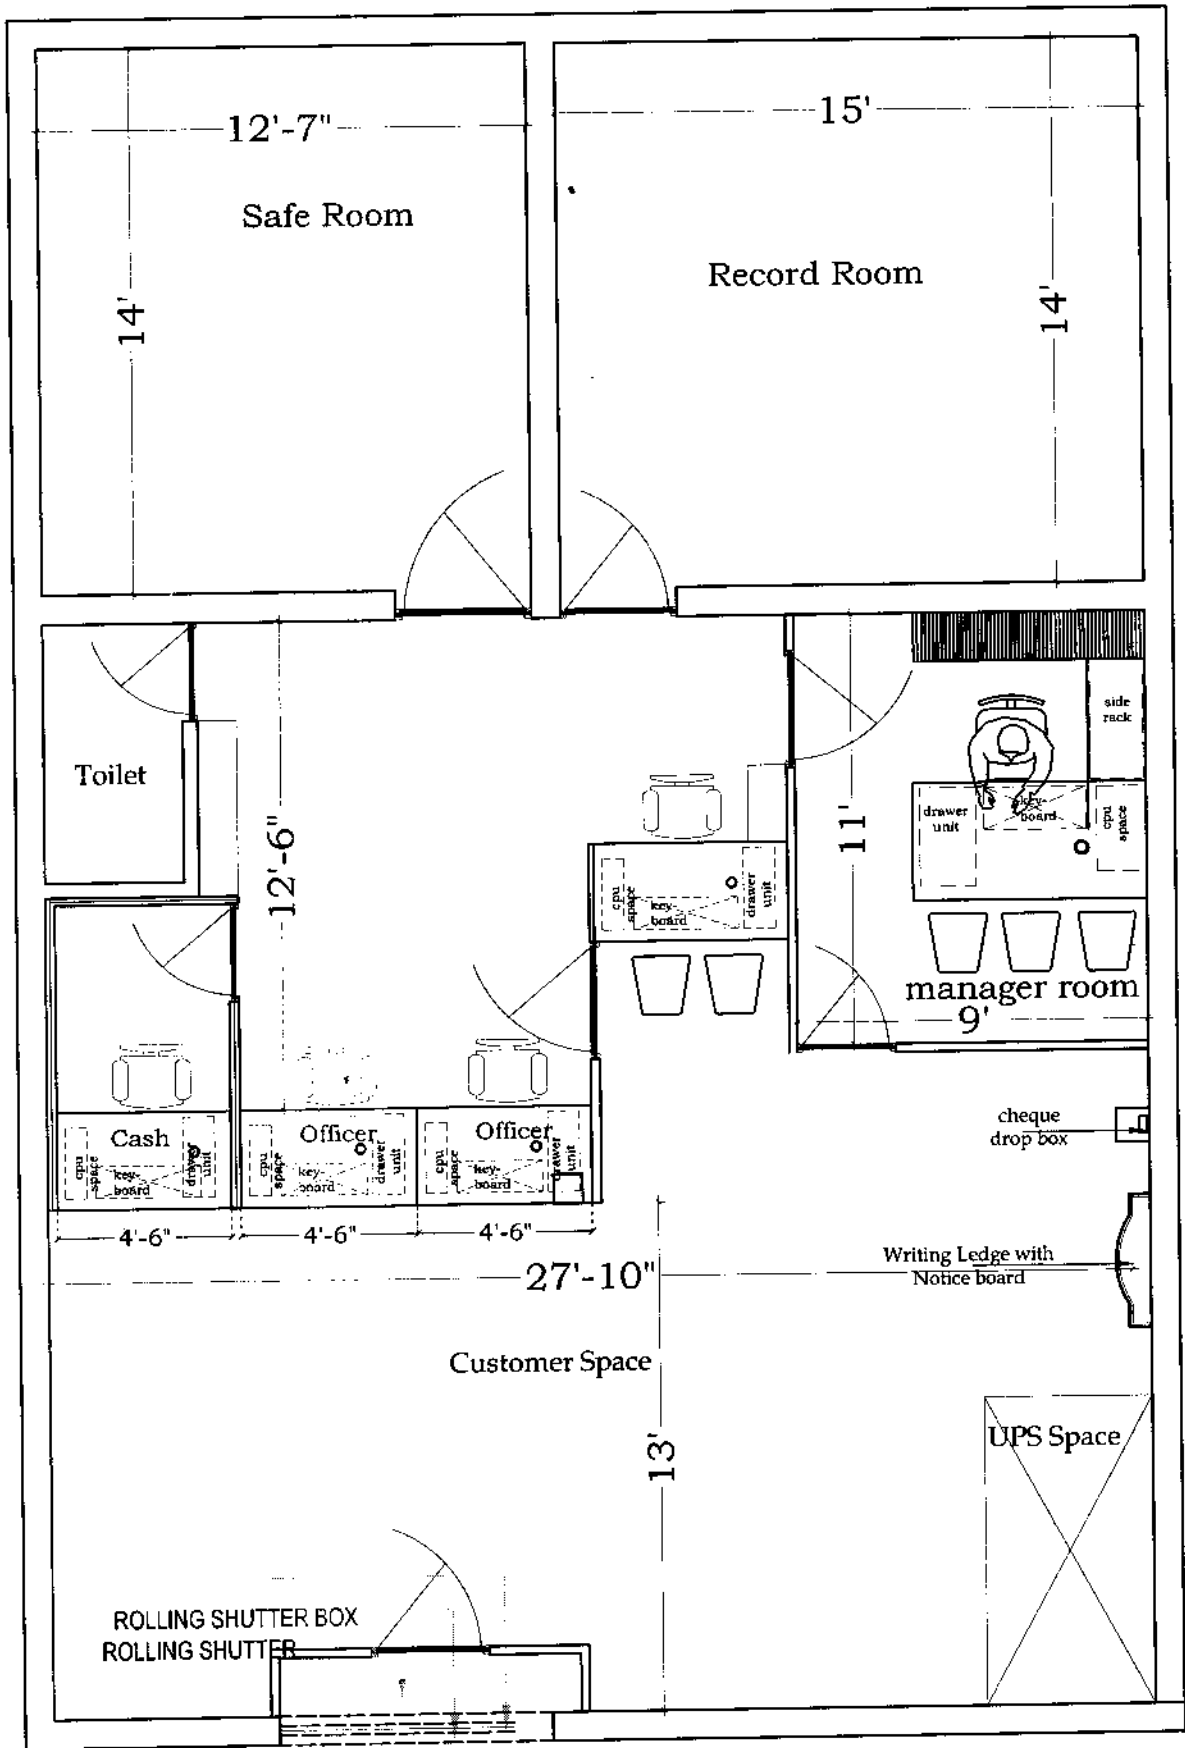 12'-7"
15'
Safe Room
Record Room
14'
14'
side
rack
Toilet
drawer
unit
key-
board
cpu
space
11'
12'-6"
cpu
space
key-
board
drawer
unit
manager room
9'
cheque
drop box
Cash
Officer
Officer
cpu
space
key-
board
drawer
unit
cpu
space
key-
board
drawer
unit
cpu
space
key-
board
drawer
unit
4'-6"
4'-6"
4'-6"
27'-10"
Writing Ledge with
Notice board
Customer Space
13'
UPS Space
ROLLING SHUTTER BOX
ROLLING SHUTTER